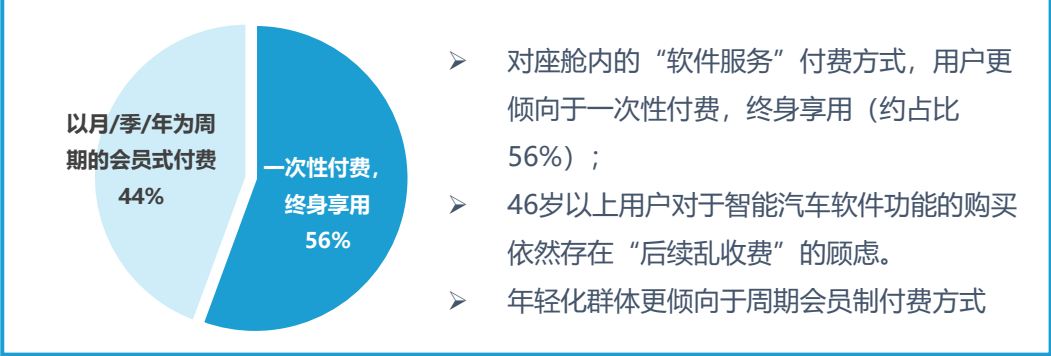 以月/季/年为周
期的会员式付费
44%
一次性付费，
终身享用
56%
➢ 对座舱内的“软件服务”付费方式，用户更
倾向于一次性付费，终身享用（约占比
56%）；
➢ 46岁以上用户对于智能汽车软件功能的购买
依然存在“后续乱收费”的顾虑。
➢ 年轻化群体更倾向于周期会员制付费方式